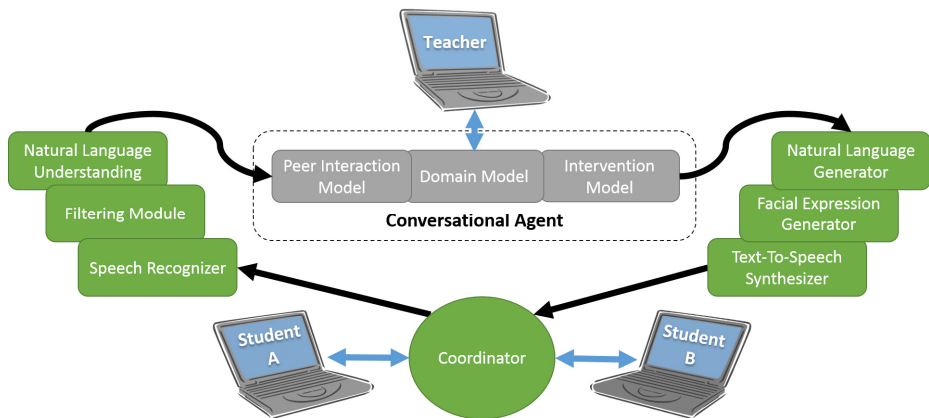 Teacher
Natural Language
Understanding
Filtering Module
Speech Recognizer
Peer Interaction
Model
Domain Model
Intervention
Model
Conversational Agent
Natural Language
Generator
Facial Expression
Generator
Text-To-Speech
Synthesizer
Student
A
Coordinator
Student
B